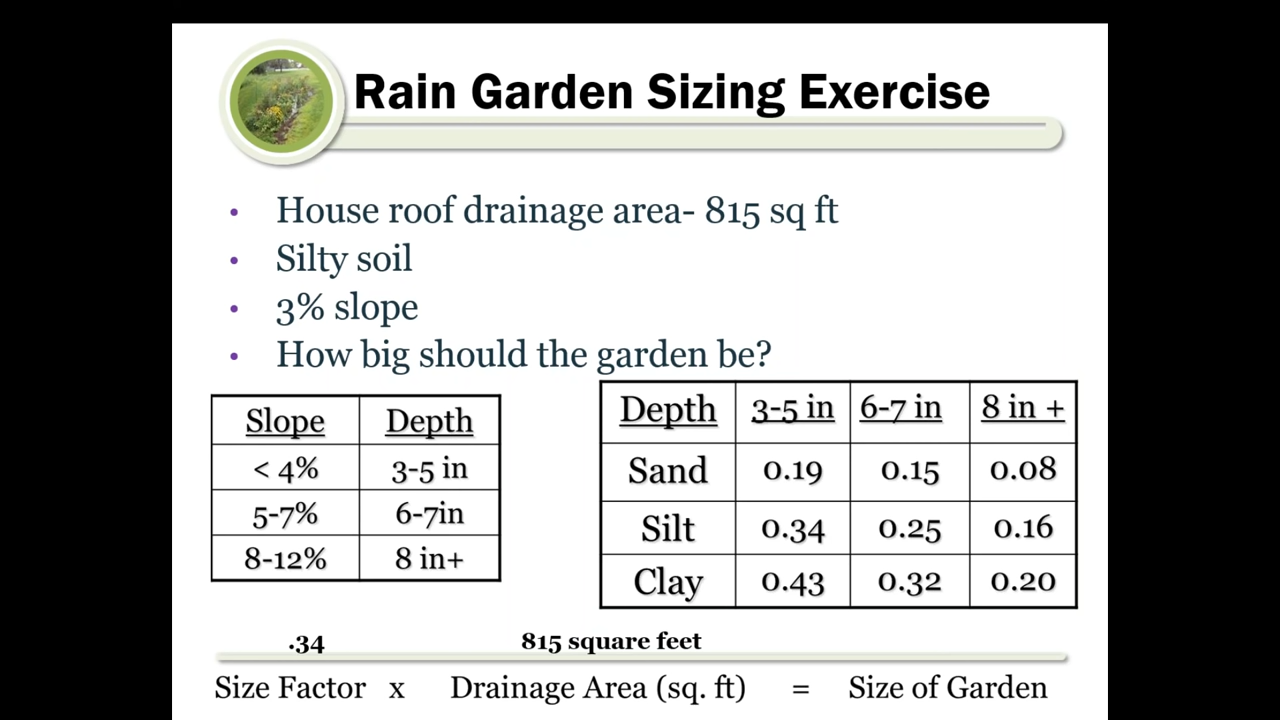 Rain Garden Sizing Exercise
• House roof drainage area- 815 sq ft
• Silty soil
• 3% slope
• How big should the garden be?
Slope Depth
< 4% 3-5 in
5-7% 6-7in
8-12% 8 in+
Depth 3-5 in 6-7 in 8 in +
Sand 0.19 0.15 0.08
Silt 0.34 0.25 0.16
Clay 0.43 0.32 0.20
.34 815 square feet
Size Factor x Drainage Area (sq. ft) = Size of Garden